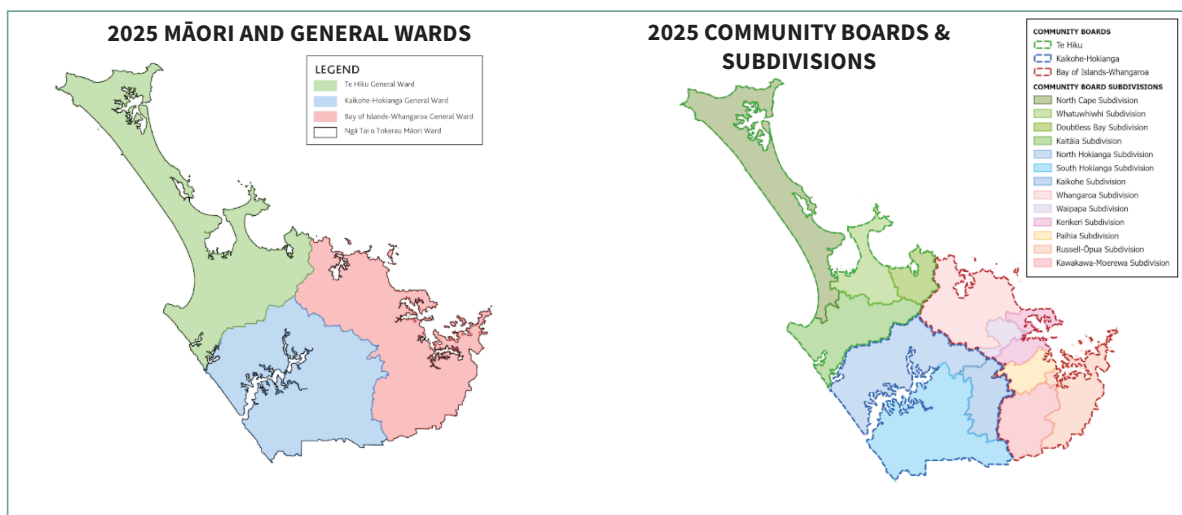 2025 MĀORI AND GENERAL WARDS
LEGEND
Te Hiku General Ward
Kaikohe-Hokianga General Ward
Bay of Islands-Whangaroa General Ward
Ngā Tai o Tokerau Māori Ward
2025 COMMUNITY BOARDS &
SUBDIVISIONS
COMMUNITY BOARDS
Te Hiku
Kaikohe-Hokianga
Bay of Islands-Whangaroa
COMMUNITY BOARD SUBDIVISIONS
North Cape Subdivision
Whatuwhiwhi Subdivision
Doubtless Bay Subdivision
Kaitāia Subdivision
North Hokianga Subdivision
South Hokianga Subdivision
Kaikohe Subdivision
Whangaroa Subdivision
Waipapa Subdivision
Kerikeri Subdivision
Paihia Subdivision
Russell-Ōpua Subdivision
Kawakawa-Moerewa Subdivision